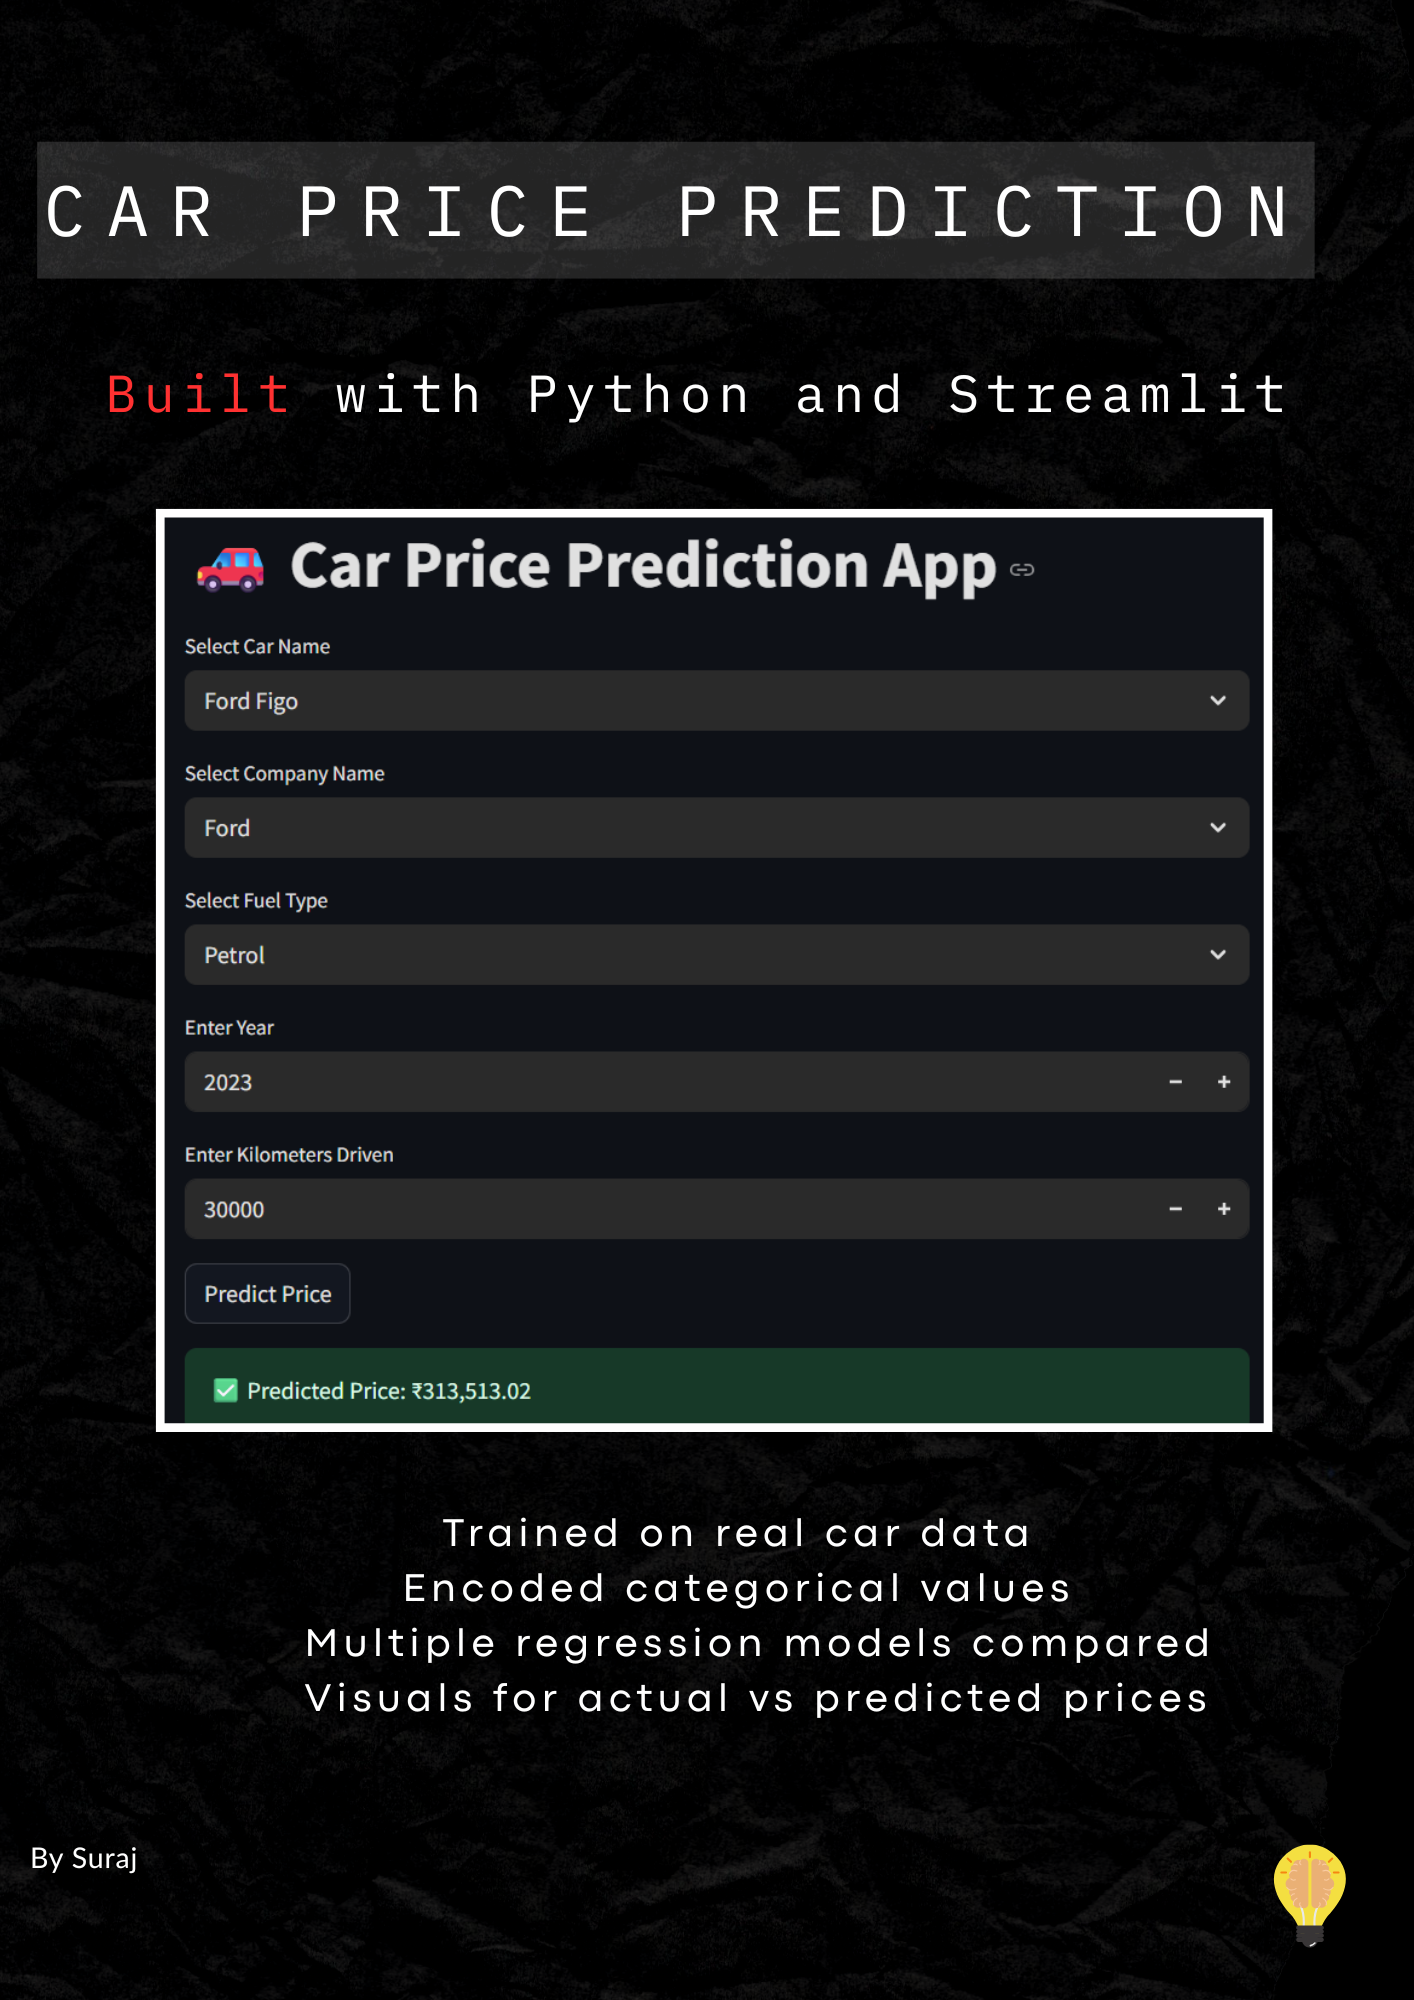 CAR PRICE PREDICTION
Built with Python and Streamlit
Car Price Prediction App
Select Car Name
Ford Figo
Select Company Name
Ford
Select Fuel Type
Petrol
Enter Year
2023
Enter Kilometers Driven
30000
Predict Price
Predicted Price: ₹313,513.02
Trained on real car data
Encoded categorical values
Multiple regression models compared
Visuals for actual vs predicted prices
By Suraj